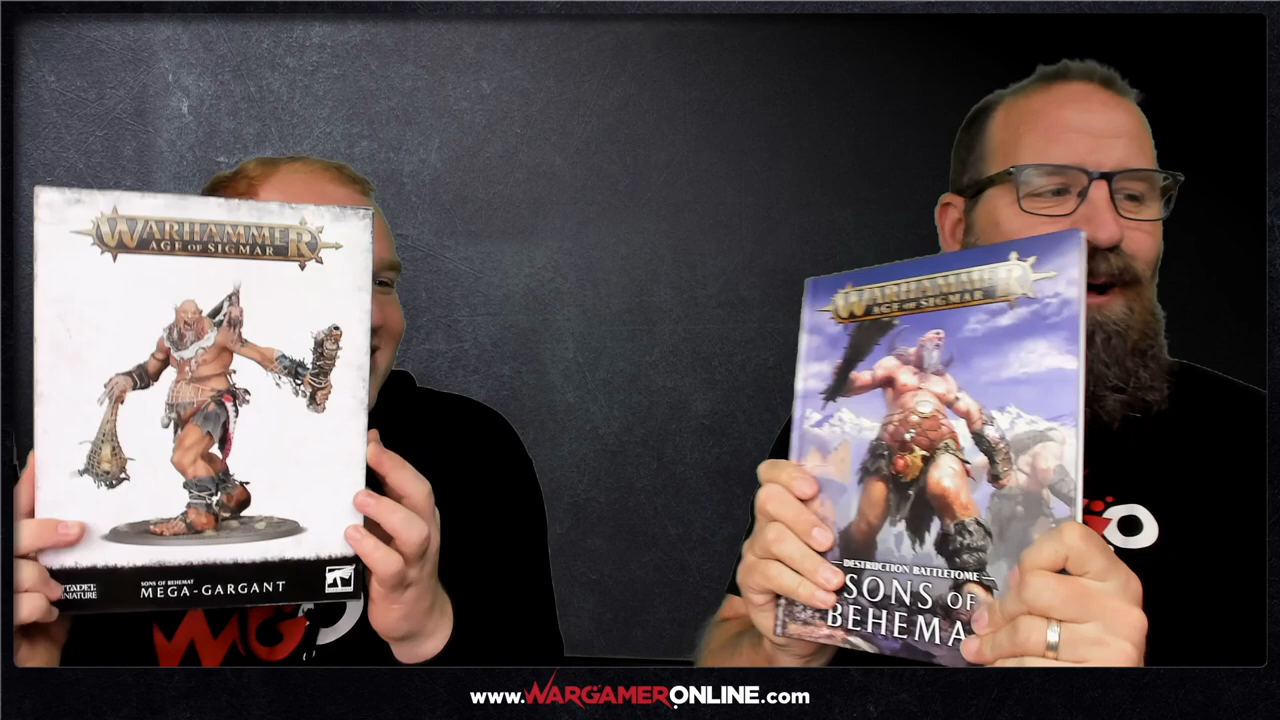 WARHAMMER
AGE OF SIGMAR
SONS OF BEHEMAT
MEGA-GARGANT
WARHAMMER
AGE OF SIGMAR
DESTRUCTION BATTLETOME
SONS OF
BEHEMA
WGO
www.WARGAMERONLINE.com